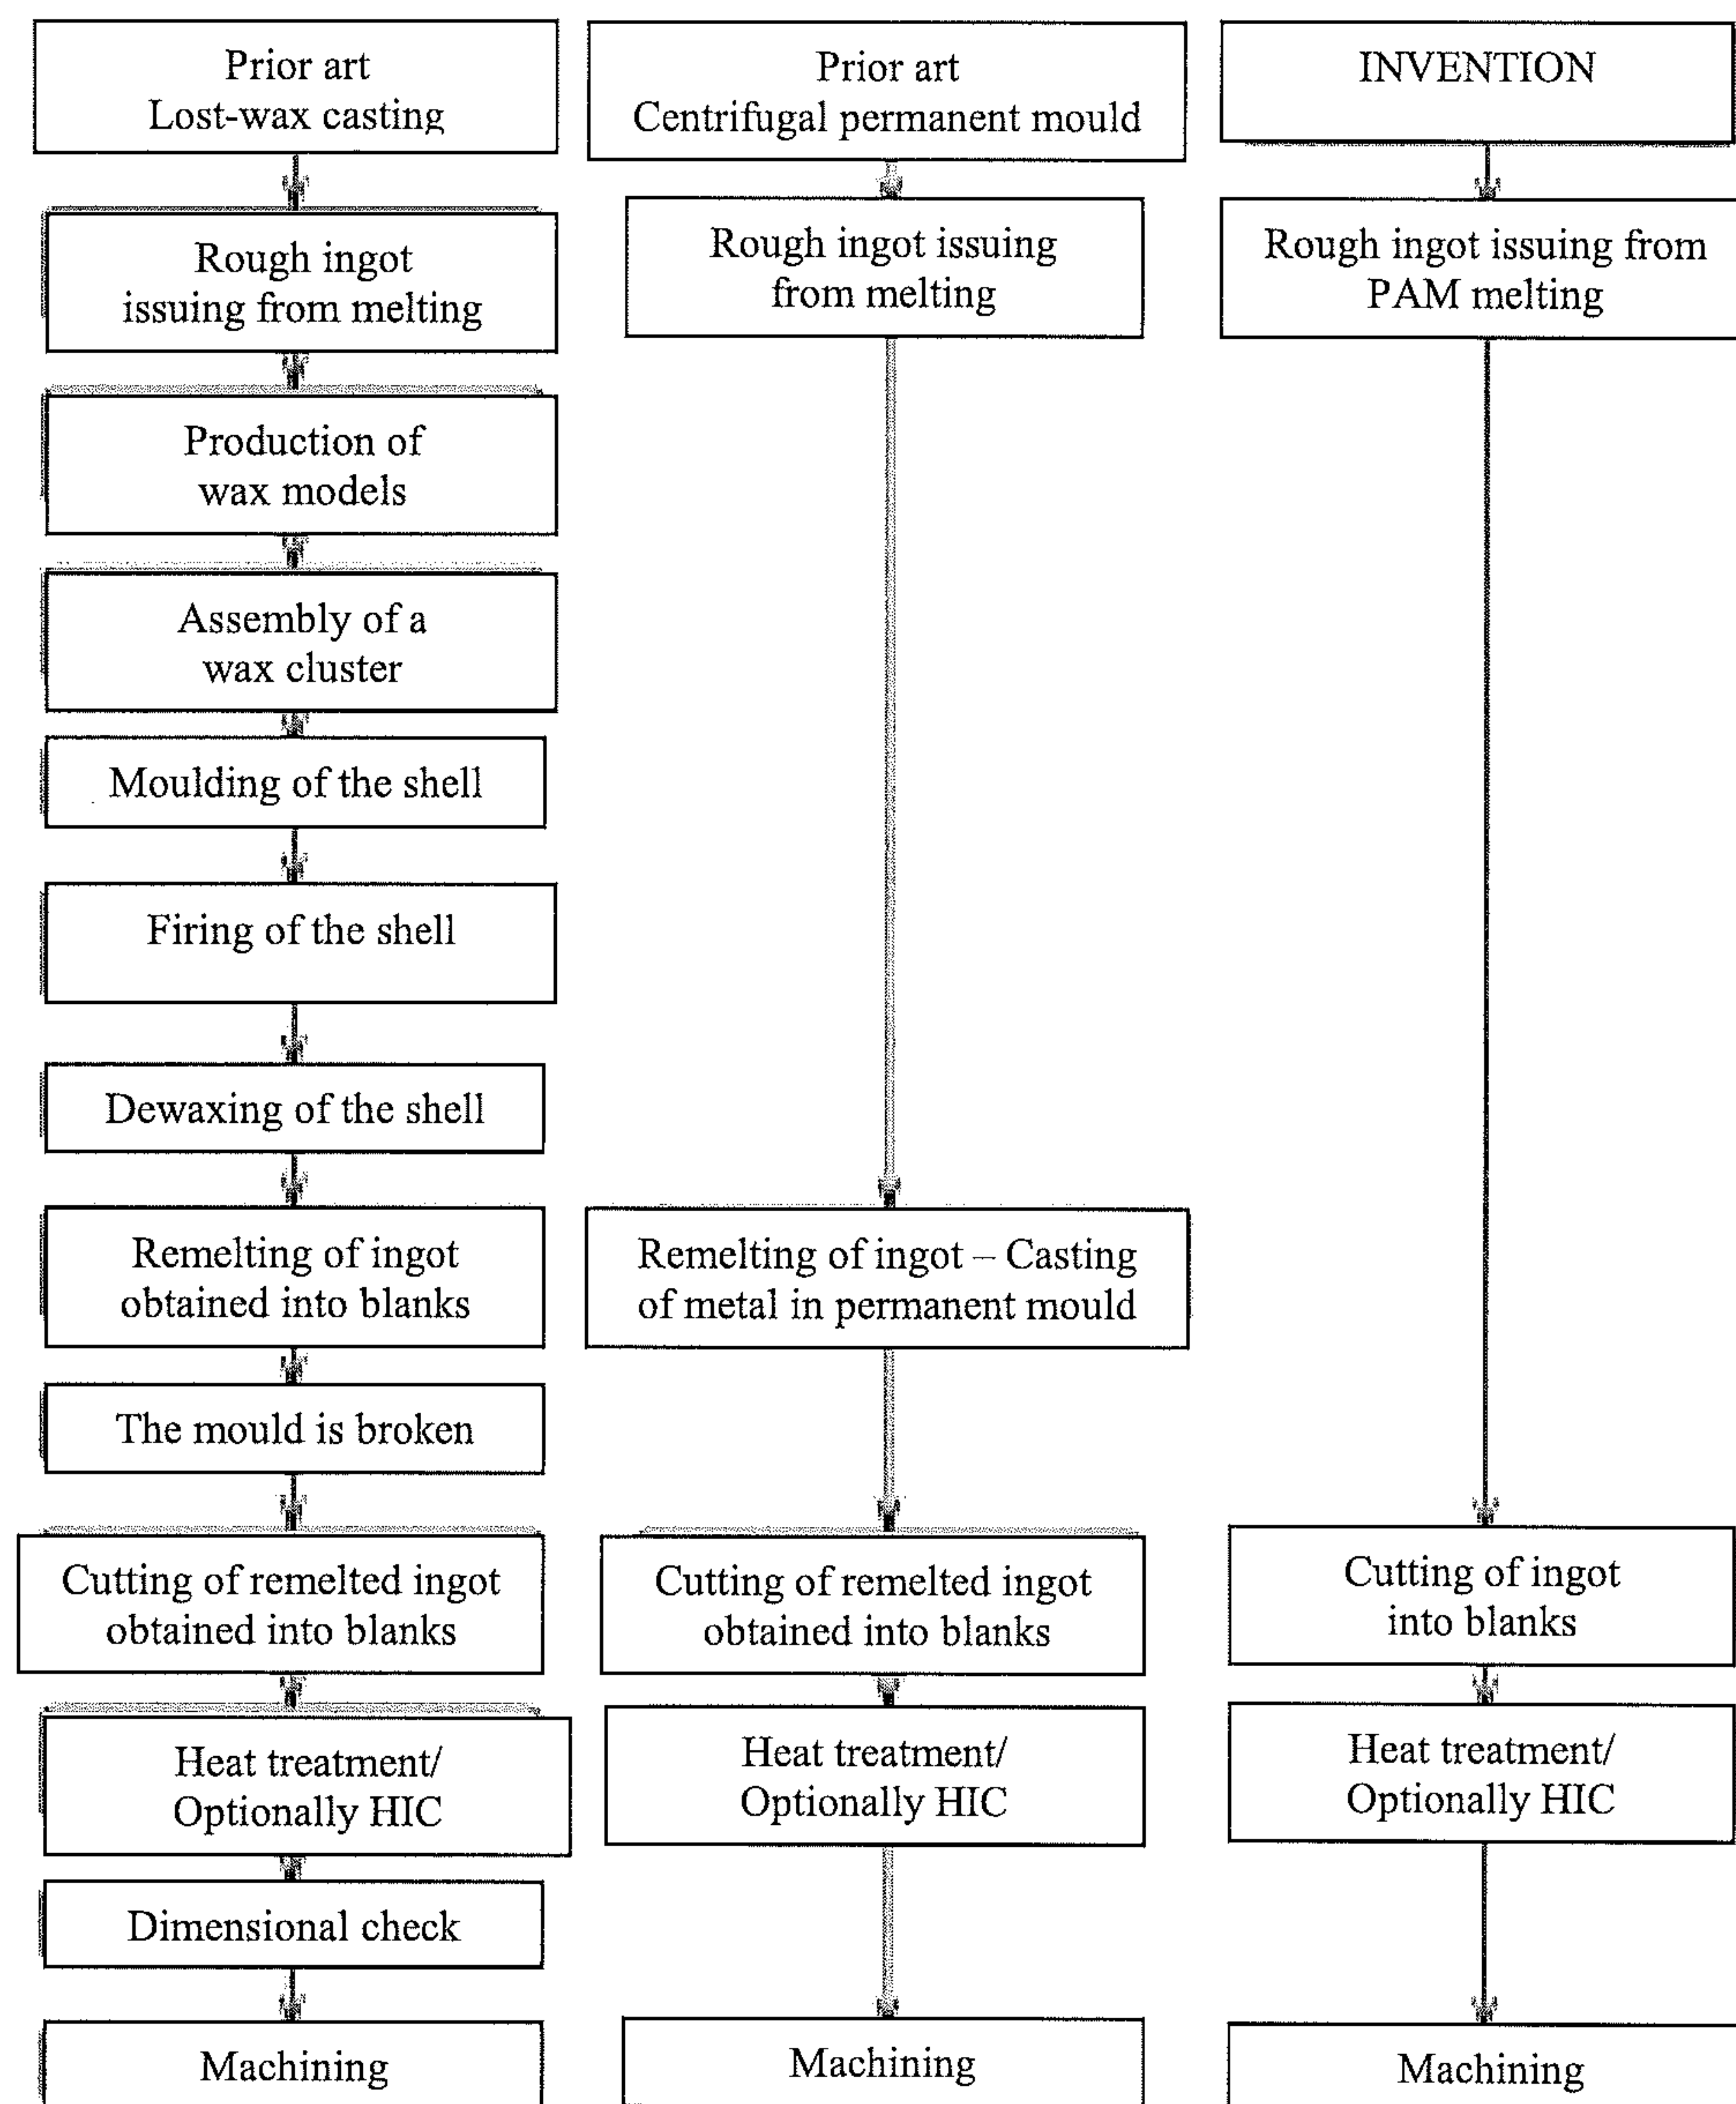 Prior art
Lost-wax casting
Rough ingot
issuing from melting
Production of
wax models
Assembly of a
wax cluster
Moulding of the shell
Firing of the shell
Dewaxing of the shell
Remelting of ingot
obtained into blanks
The mould is broken
Cutting of remelted ingot
obtained into blanks
Heat treatment/
Optionally HIC
Dimensional check
Machining
Prior art
Centrifugal permanent mould
Rough ingot issuing
from melting
Remelting of ingot – Casting
of metal in permanent mould
Cutting of remelted ingot
obtained into blanks
Heat treatment/
Optionally HIC
Machining
INVENTION
Rough ingot issuing from
PAM melting
Cutting of ingot
into blanks
Heat treatment/
Optionally HIC
Machining